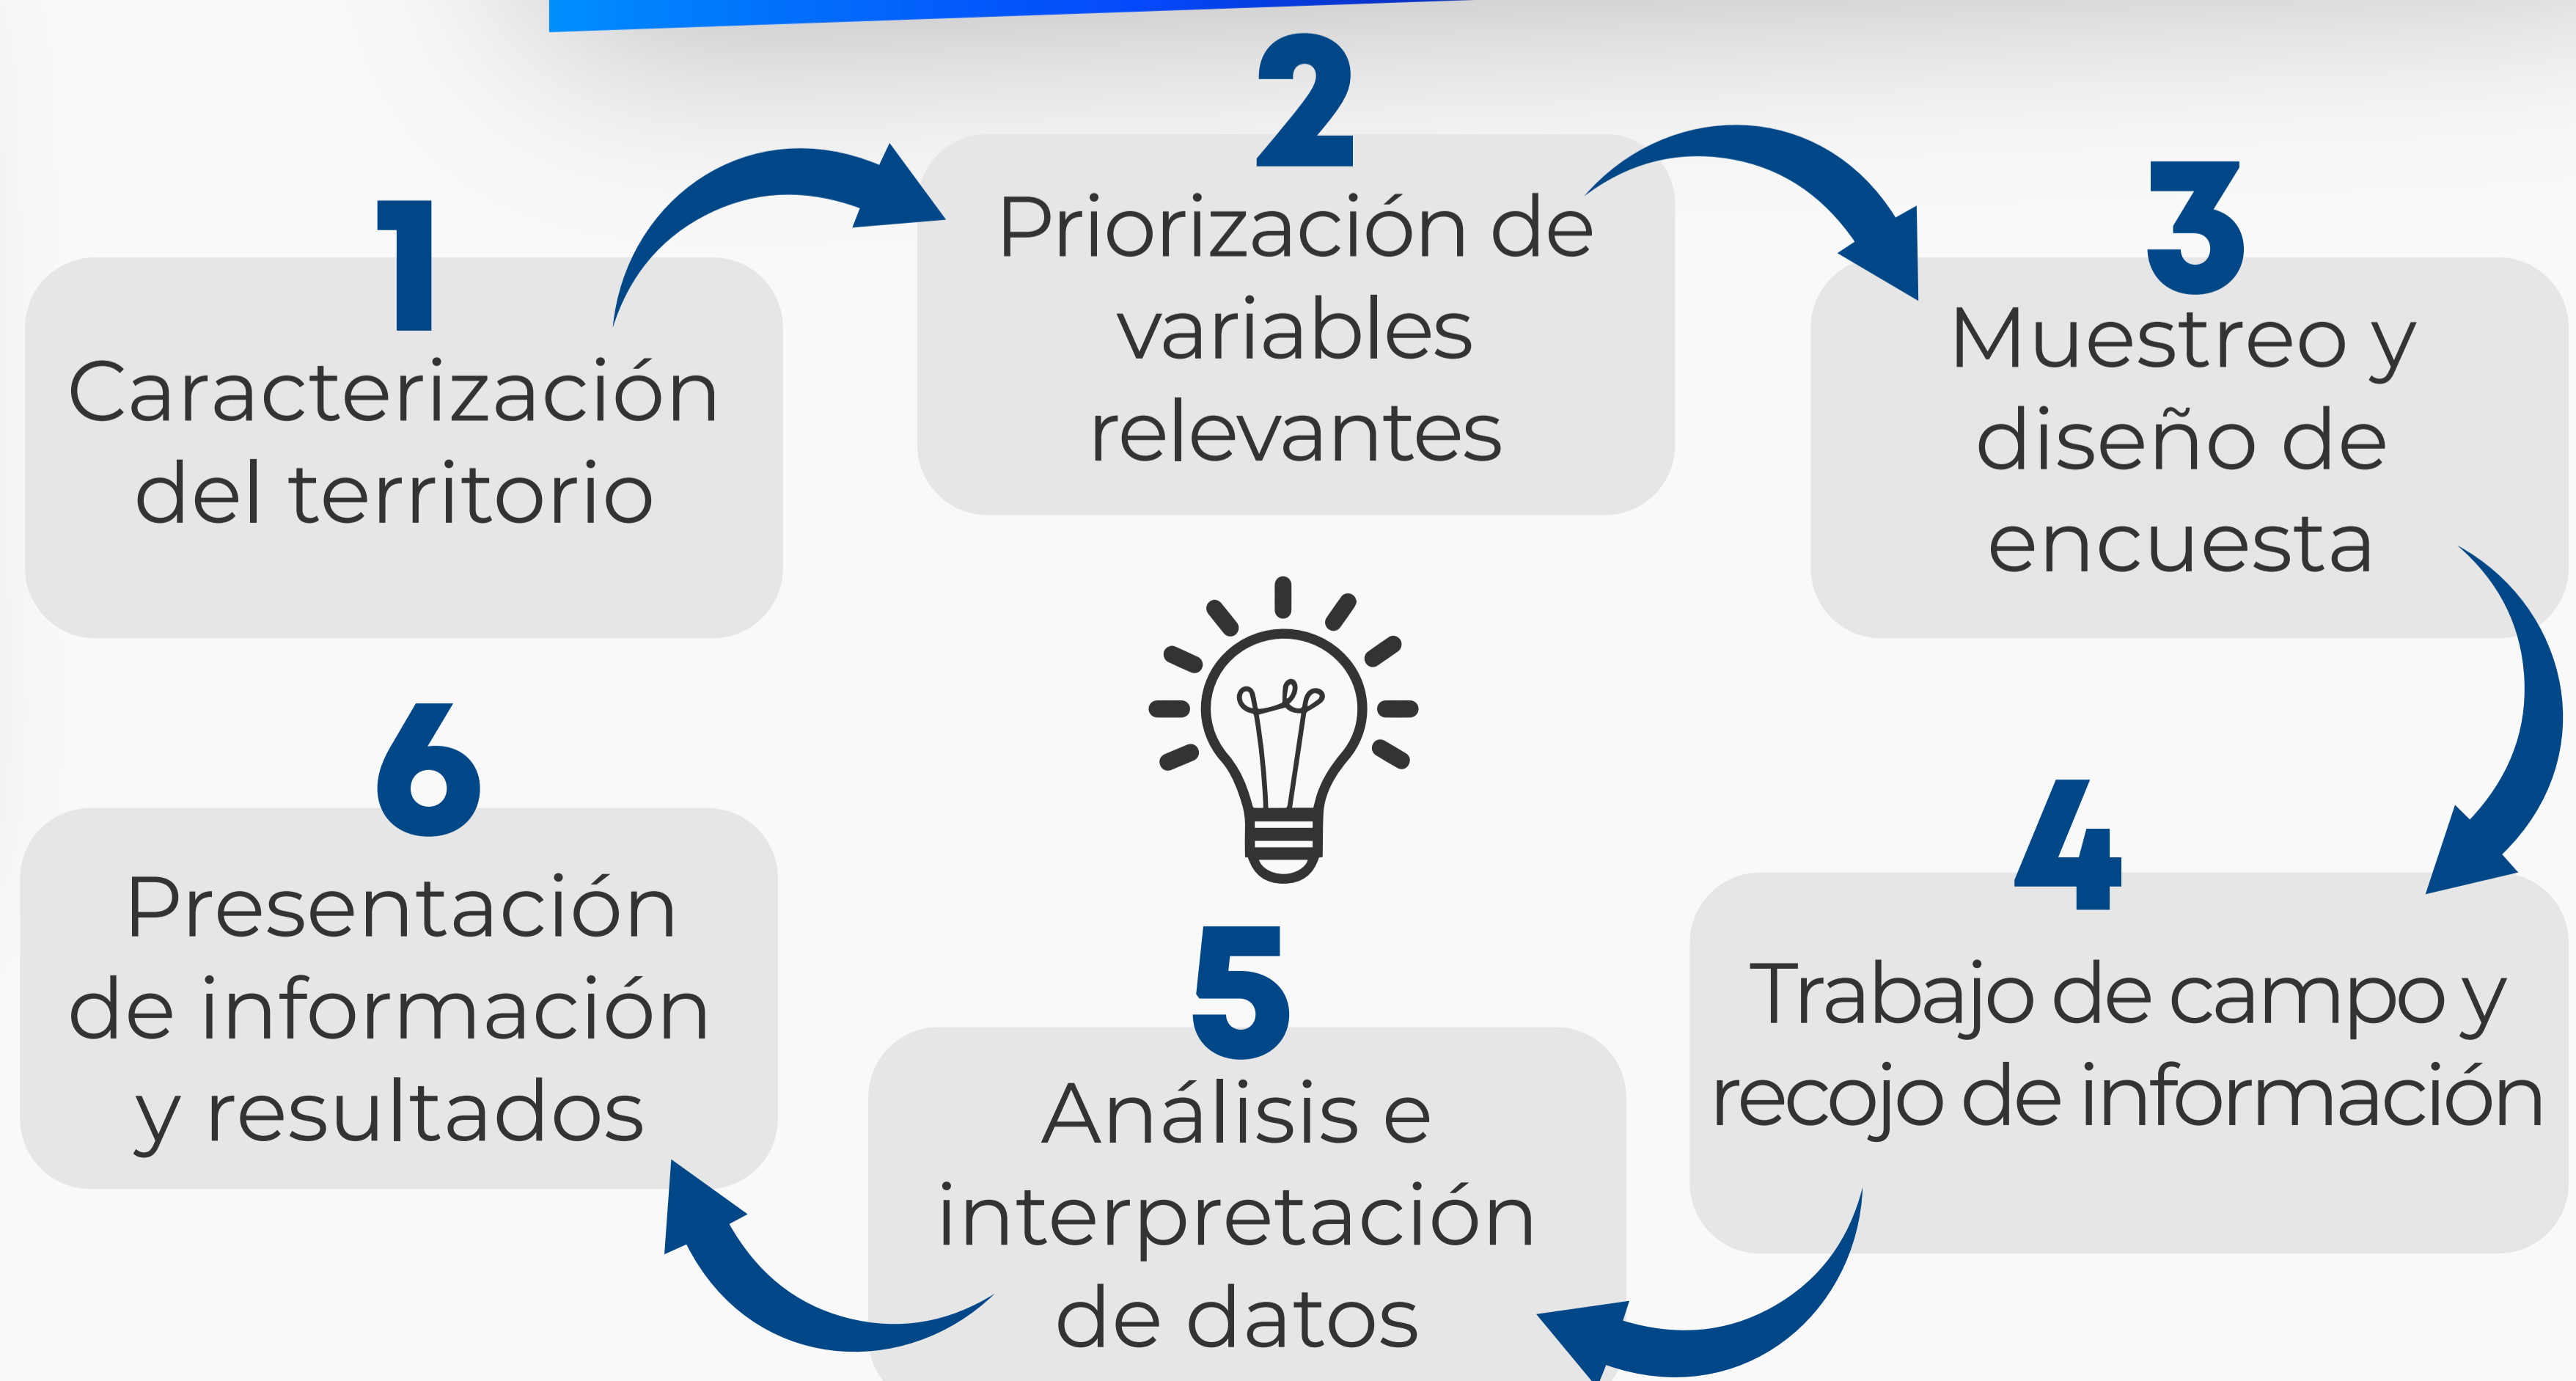 1
Caracterización
del territorio
2
Priorización de
variables
relevantes
3
Muestreo y
diseño de
encuesta
4
Trabajo de campo y
recojo de información
5
Análisis e
interpretación
de datos
6
Presentación
de información
y resultados